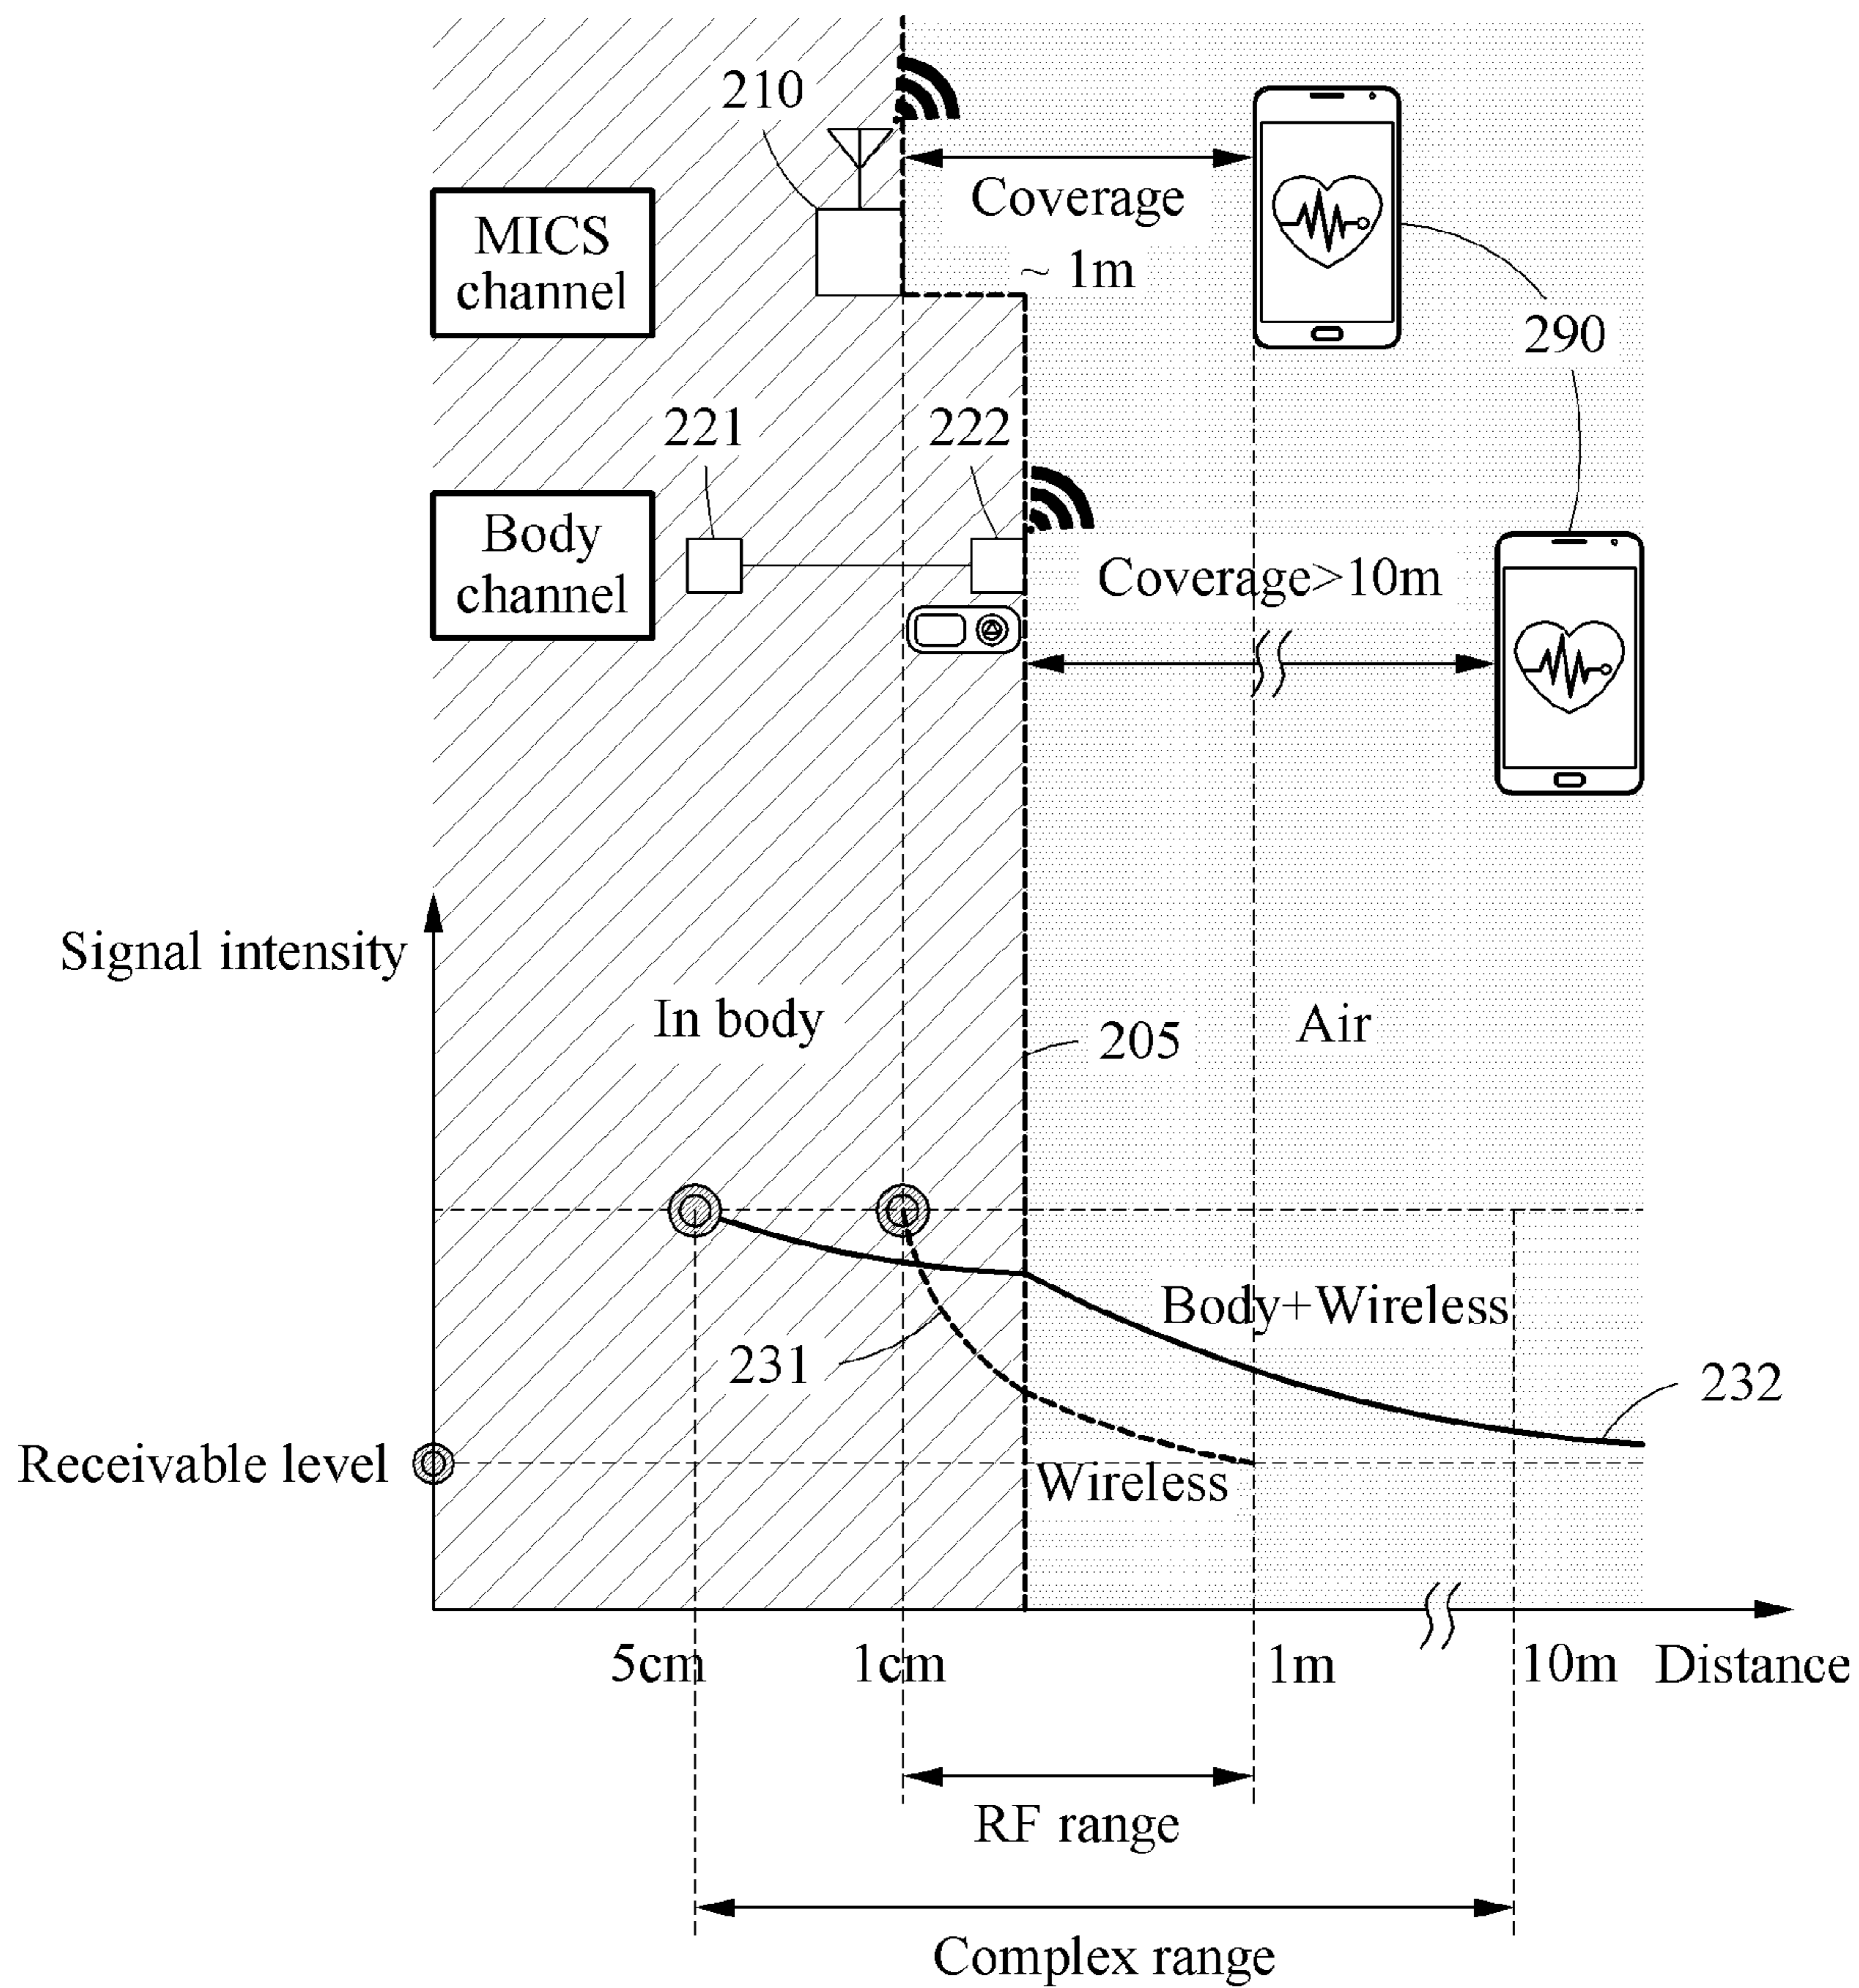 210
Coverage
~ 1m
MICS
channel
290
221
222
Body
channel
Coverage>10m
Signal intensity
In body
205
Air
Body+Wireless
231
232
Receivable level
Wireless
5cm
1cm
1m
10m
Distance
RF range
Complex range